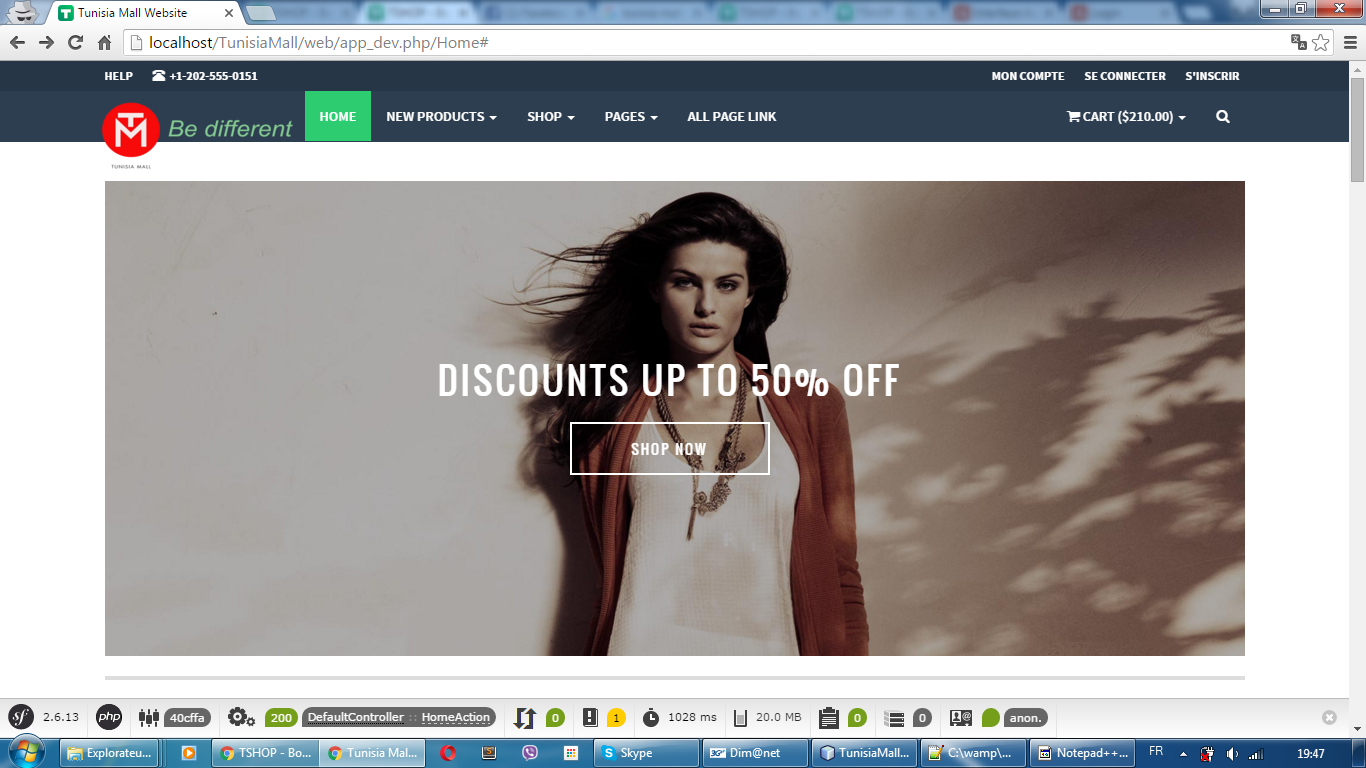 Tunisia Mall Website
localhost/TunisiaMall/web/app_dev.php/Home#
HELP +1-202-555-0151 MON COMPTE SE CONNECTER S'INSCRIR
TM Be different HOME NEW PRODUCTS SHOP PAGES ALL PAGE LINK CART ($210.00)
TUNISIA MALL
DISCOUNTS UP TO 50% OFF
SHOP NOW
sf 2.6.13 php 40cffa 200 DefaultController :: HomeAction 0 1 1028 ms 20.0 MB 0 0 anon.
Explorateu... TSHOP - Bo... Tunisia Mal... Skype Dim@net TunisiaMall... C:\wamp\... Notepad++... FR 19:47